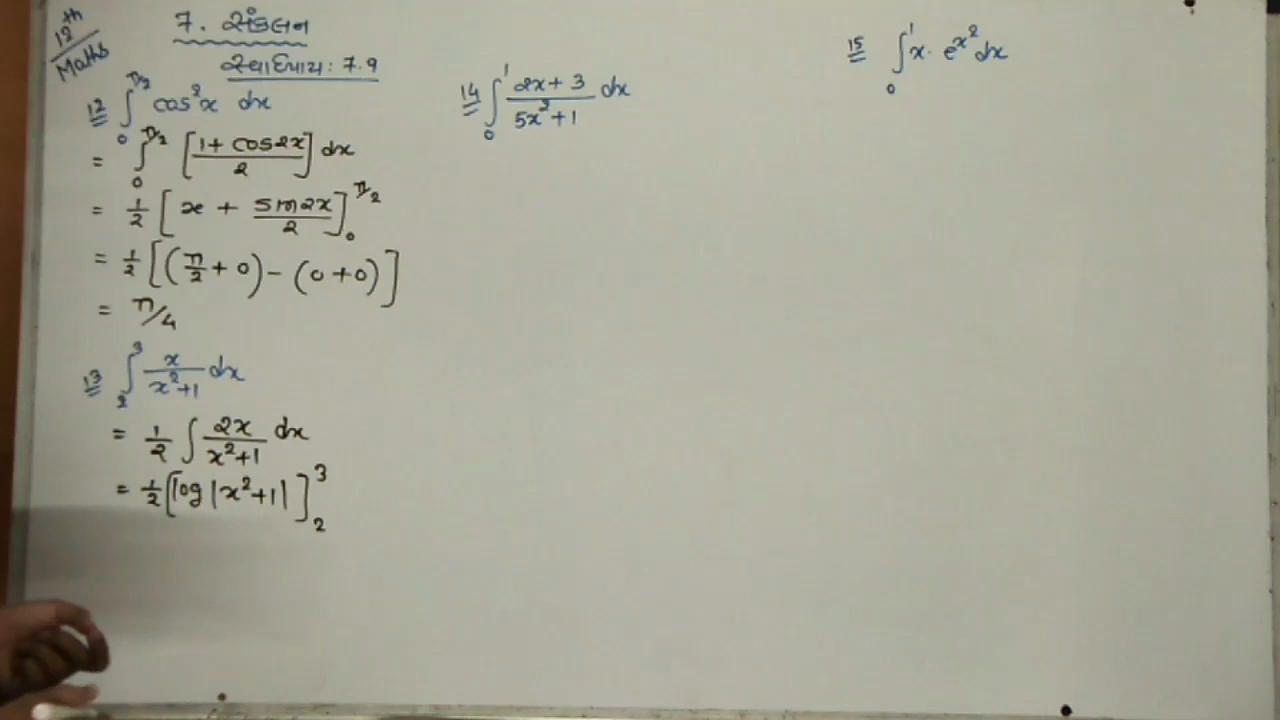 12th
Maths
7. સંકલન
સ્વાધ્યાય: 7.9
12 ∫₀^(π/2) cos²x dx
= ∫₀^(π/2) [(1 + cos2x)/2] dx
= 1/2 [x + sin2x/2]₀^(π/2)
= 1/2 [(π/2 + 0) - (0 + 0)]
= π/4
13 ∫₂³ x/(x²+1) dx
= 1/2 ∫ 2x/(x²+1) dx
= 1/2 [log |x²+1|]₂³
14 ∫₀¹ (2x + 3)/(5x² + 1) dx
15 ∫₀¹ x · e^(x²) dx